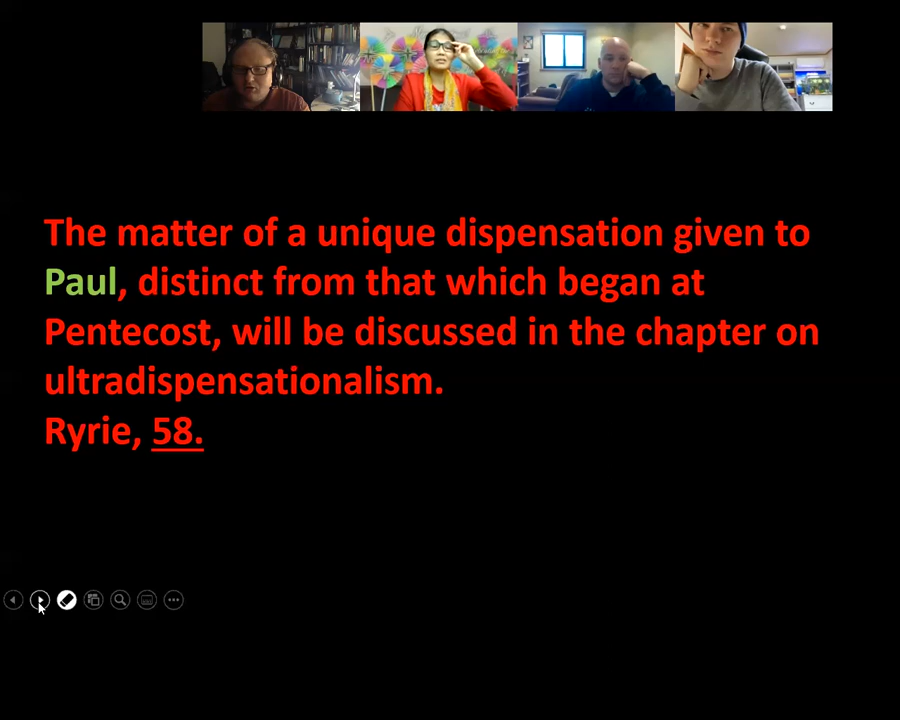 The matter of a unique dispensation given to
Paul, distinct from that which began at
Pentecost, will be discussed in the chapter on
ultradispensationalism.
Ryrie, 58.